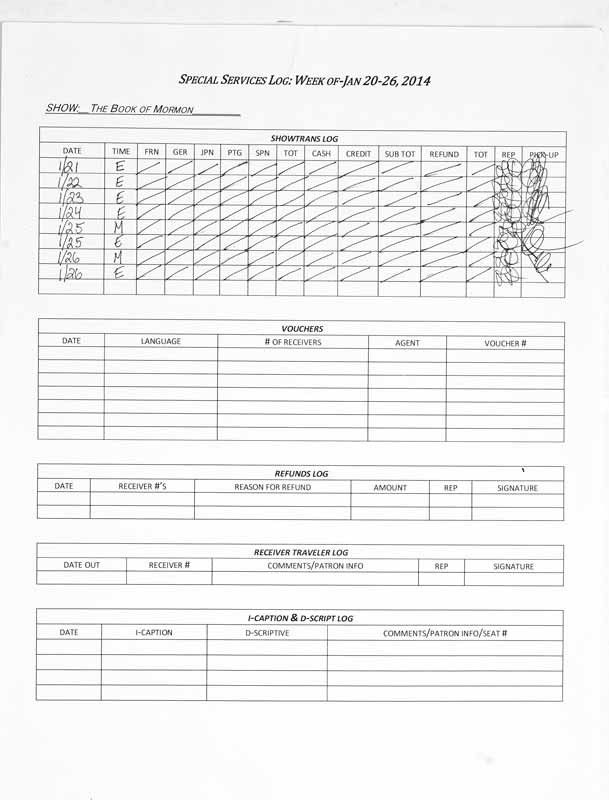 SPECIAL SERVICES LOG: WEEK OF-JAN 20-26, 2014
SHOW:__THE BOOK OF MORMON________
SHOWTRANS LOG
DATE TIME FRN GER JPN PTG SPN TOT CASH CREDIT SUB TOT REFUND TOT REP PICK-UP
1/21 E
1/22 E
1/23 E
1/24 E
1/25 M
1/25 E
1/26 M
1/26 E
VOUCHERS
DATE LANGUAGE # OF RECEIVERS AGENT VOUCHER #
REFUNDS LOG
DATE RECEIVER #'S REASON FOR REFUND AMOUNT REP SIGNATURE
RECEIVER TRAVELER LOG
DATE OUT RECEIVER # COMMENTS/PATRON INFO REP SIGNATURE
I-CAPTION & D-SCRIPT LOG
DATE I-CAPTION D-SCRIPTIVE COMMENTS/PATRON INFO/SEAT #